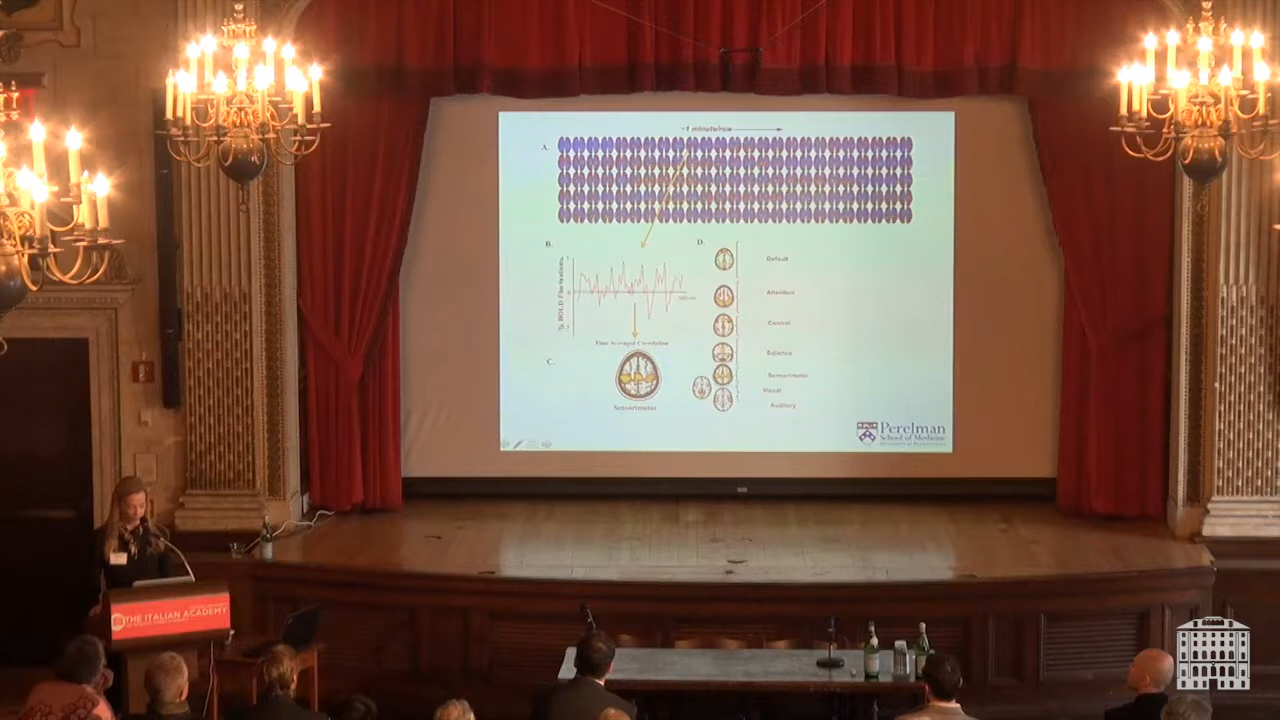 ~1 minute/row
A.
B.
% BOLD Fluctuations
D.
Default
Attention
Control
Salience
Sensorimotor
Visual
Auditory
Time Averaged Correlation
C.
Sensorimotor
Perelman
School of Medicine
THE ITALIAN ACADEMY